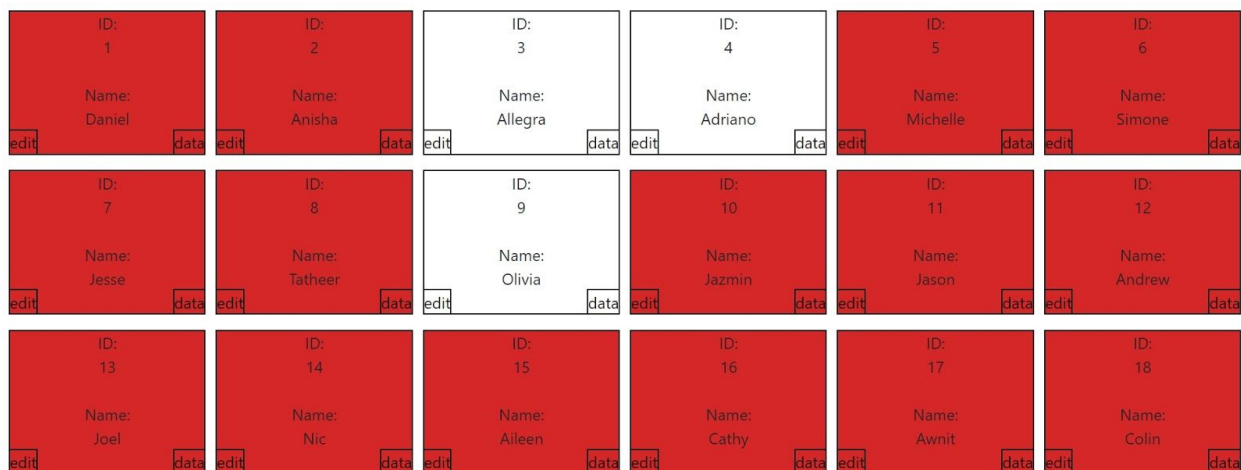 ID:
1
Name:
Daniel
edit data
ID:
2
Name:
Anisha
edit data
ID:
3
Name:
Allegra
edit data
ID:
4
Name:
Adriano
edit data
ID:
5
Name:
Michelle
edit data
ID:
6
Name:
Simone
edit data
ID:
7
Name:
Jesse
edit data
ID:
8
Name:
Tatheer
edit data
ID:
9
Name:
Olivia
edit data
ID:
10
Name:
Jazmin
edit data
ID:
11
Name:
Jason
edit data
ID:
12
Name:
Andrew
edit data
ID:
13
Name:
Joel
edit data
ID:
14
Name:
Nic
edit data
ID:
15
Name:
Aileen
edit data
ID:
16
Name:
Cathy
edit data
ID:
17
Name:
Awnit
edit data
ID:
18
Name:
Colin
edit data